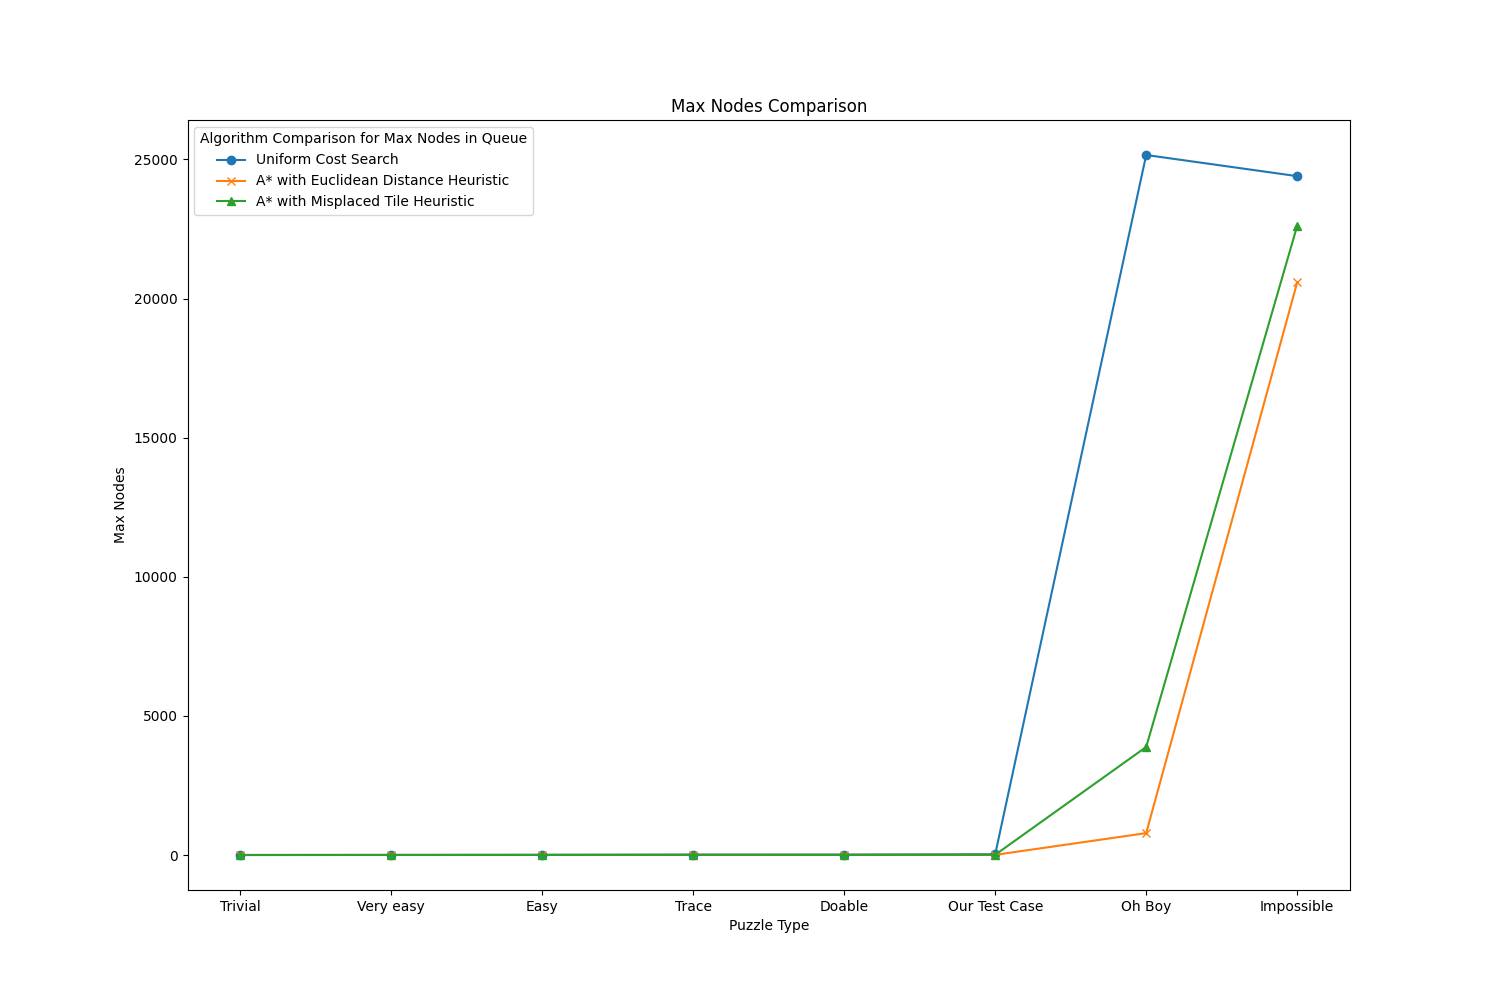 Max Nodes Comparison
Algorithm Comparison for Max Nodes in Queue
Uniform Cost Search
A* with Euclidean Distance Heuristic
A* with Misplaced Tile Heuristic
25000
20000
15000
10000
5000
0
Max Nodes
Trivial Very easy Easy Trace Doable Our Test Case Oh Boy Impossible
Puzzle Type